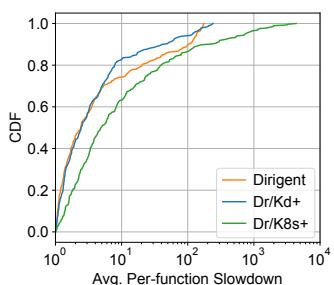 1.0
0.8
0.6
0.4
0.2
0.0
CDF
Dirigent
Dr/Kd+
Dr/K8s+
10^0 10^1 10^2 10^3 10^4
Avg. Per-function Slowdown